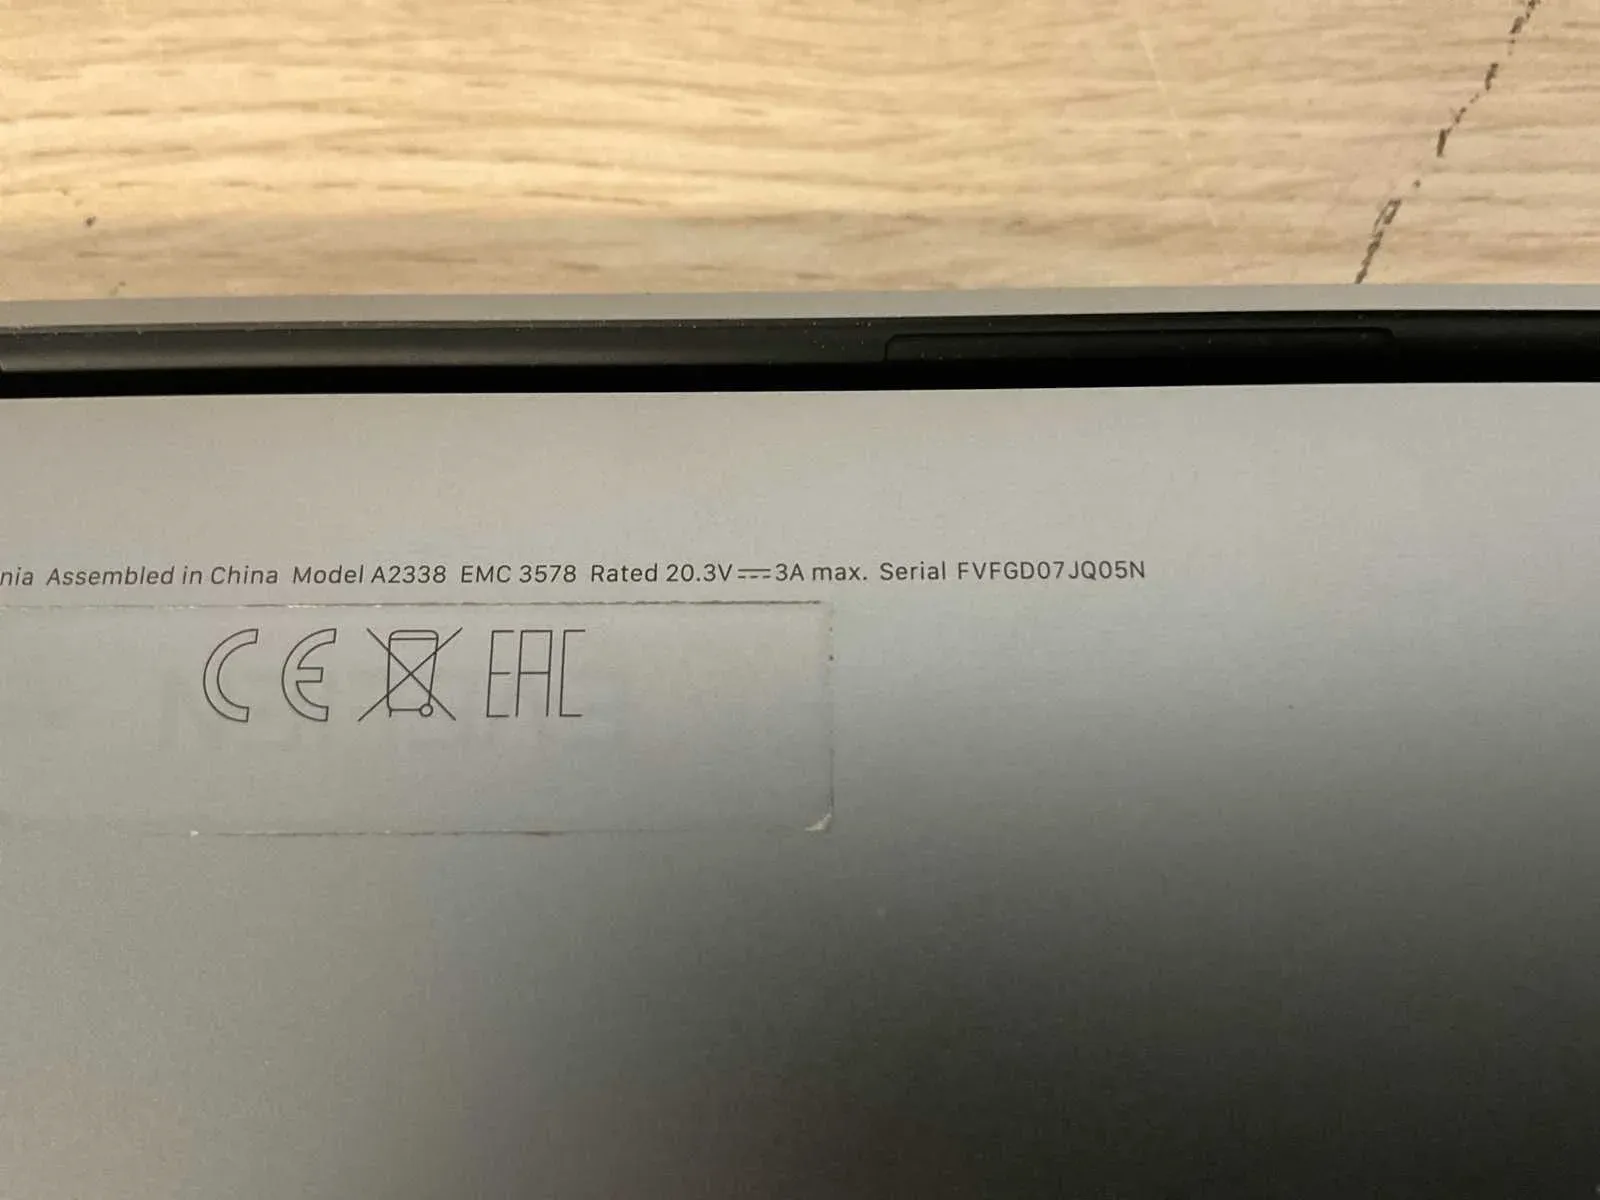 nia Assembled in China Model A2338 EMC 3578 Rated 20.3V⎓3A max. Serial FVFGD07JQ05N
CE EAC